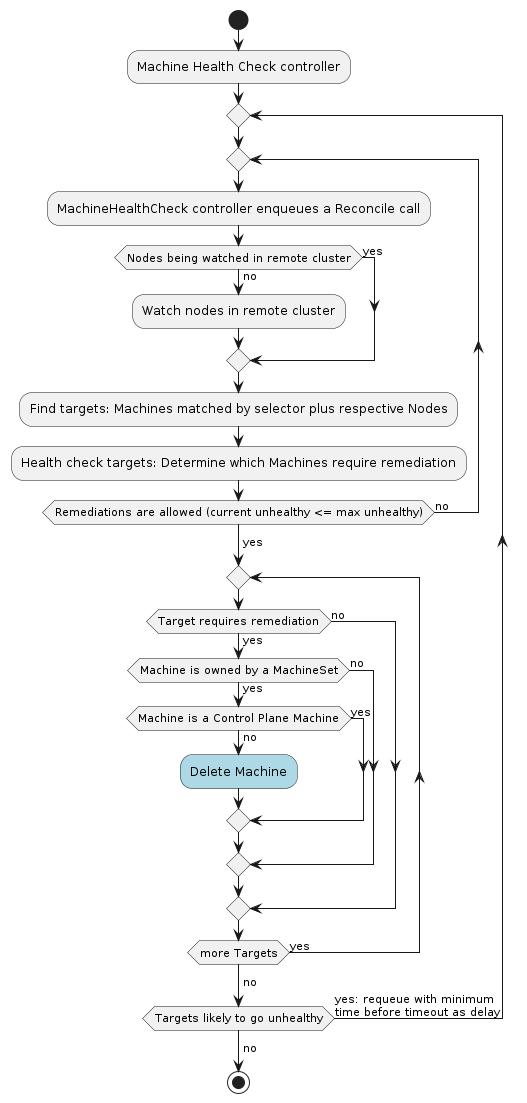 Machine Health Check controller
MachineHealthCheck controller enqueues a Reconcile call
Nodes being watched in remote cluster
yes
no
Watch nodes in remote cluster
Find targets: Machines matched by selector plus respective Nodes
Health check targets: Determine which Machines require remediation
Remediations are allowed (current unhealthy <= max unhealthy)
no
yes
Target requires remediation
no
yes
Machine is owned by a MachineSet
no
yes
Machine is a Control Plane Machine
yes
no
Delete Machine
more Targets
yes
no
Targets likely to go unhealthy
yes: requeue with minimum
time before timeout as delay
no